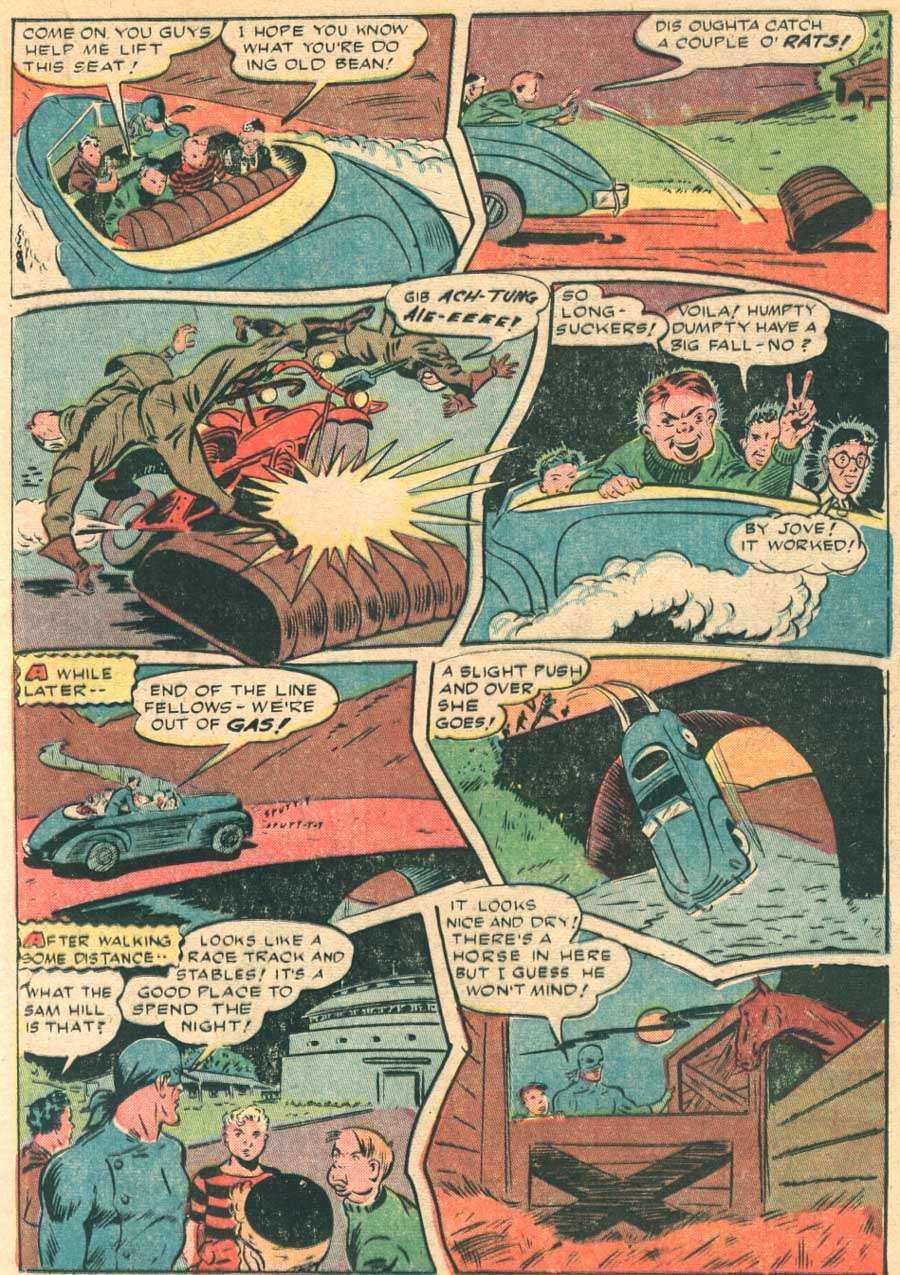 COME ON, YOU GUYS
HELP ME LIFT
THIS SEAT!
I HOPE YOU KNOW
WHAT YOU'RE DO
ING OLD BEAN!
DIS OUGHTA CATCH
A COUPLE O' RATS!
GIB ACH-TUNG
AIE-EEEE!
SO
LONG-
SUCKERS!
VOILA! HUMPTY
DUMPTY HAVE A
BIG FALL-NO?
BY JOVE!
IT WORKED!
A WHILE
LATER--
END OF THE LINE
FELLOWS-WE'RE
OUT OF GAS!
SPUTT-T
SPUTT-T-T
A SLIGHT PUSH
AND OVER
SHE
GOES!
AFTER WALKING
SOME DISTANCE--
WHAT THE
SAM HILL
IS THAT?
LOOKS LIKE A
RACE TRACK AND
STABLES! IT'S A
GOOD PLACE TO
SPEND THE
NIGHT!
IT LOOKS
NICE AND DRY!
THERE'S A
HORSE IN HERE
BUT I GUESS HE
WON'T MIND!